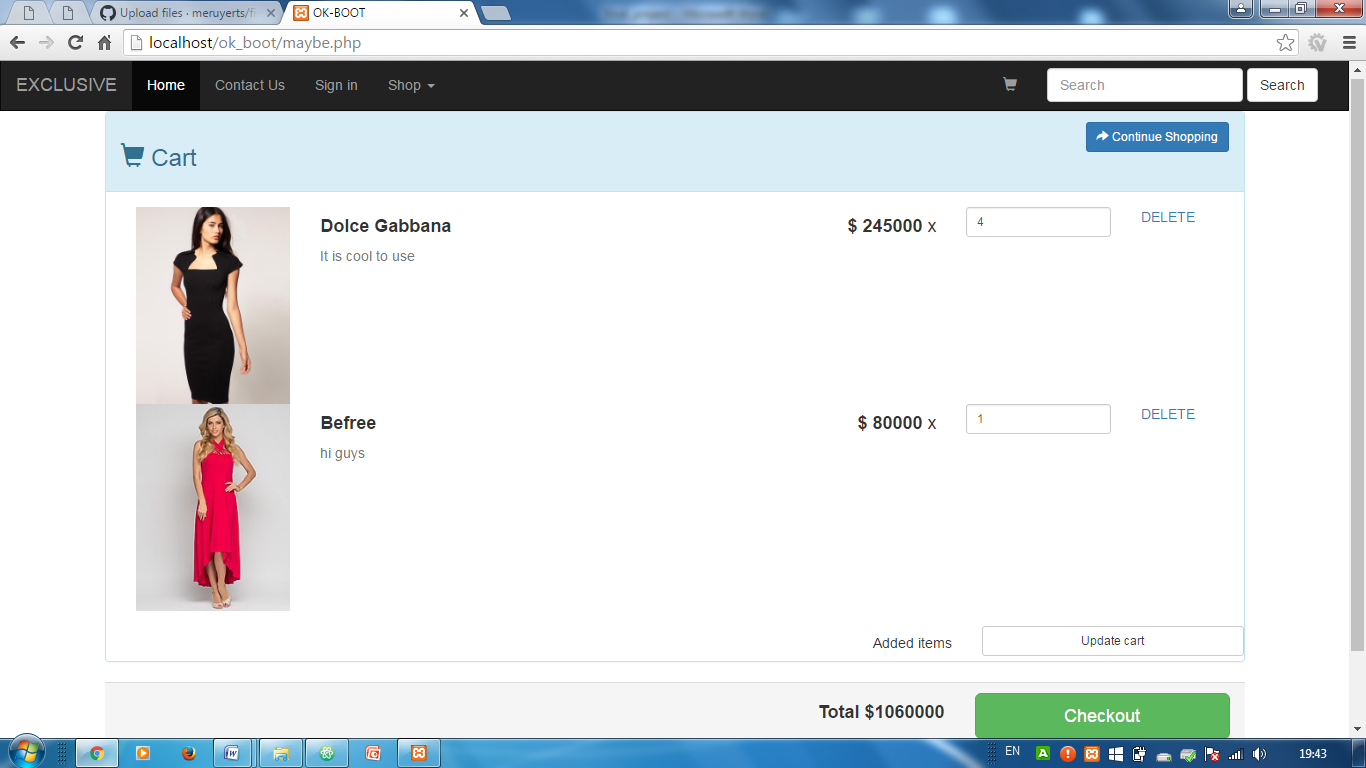 Upload files · meruyerts/fi
OK-BOOT
localhost/ok_boot/maybe.php
EXCLUSIVE Home Contact Us Sign in Shop Search Search
Continue Shopping
Cart
Dolce Gabbana $ 245000 x 4 DELETE
It is cool to use
Befree $ 80000 x 1 DELETE
hi guys
Added items Update cart
Total $1060000 Checkout
EN 19:43